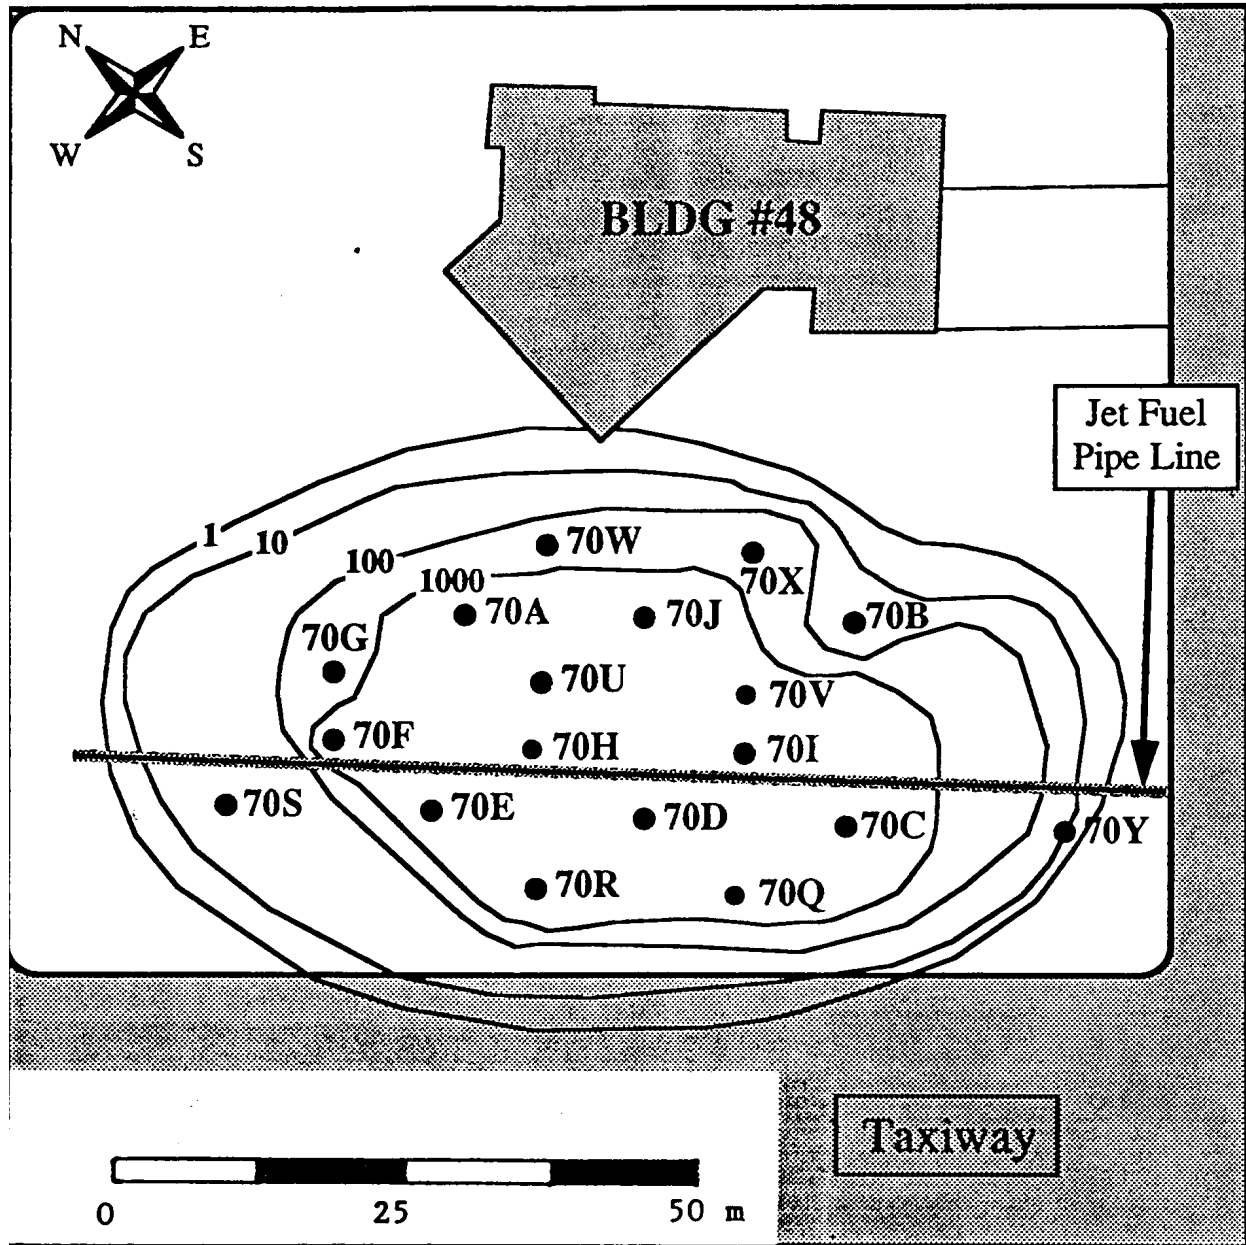 N E
W S
BLDG #48
Jet Fuel
Pipe Line
1 10 100 1000
70W
70X
70A
70J
70B
70G
70U
70V
70F
70H
70I
70S
70E
70D
70C
70Y
70R
70Q
Taxiway
0 25 50 m